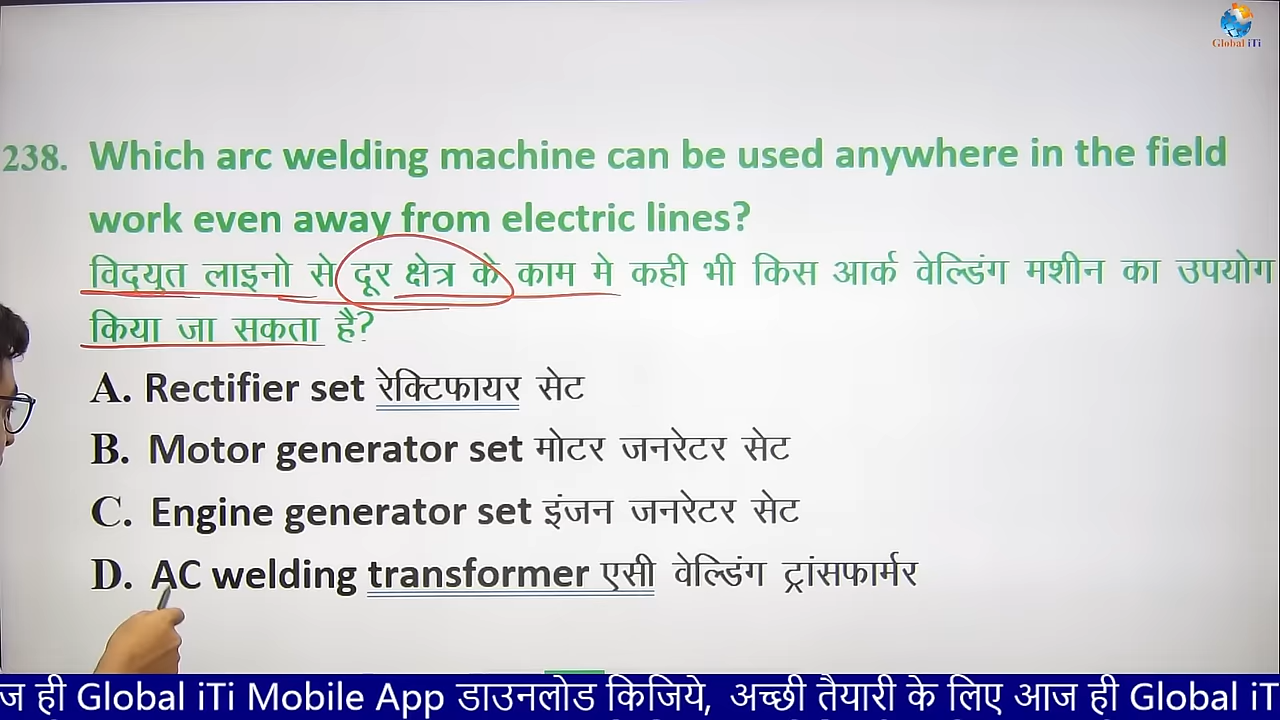 Global iTi
238. Which arc welding machine can be used anywhere in the field
work even away from electric lines?
विद्युत लाइनो से दूर क्षेत्र के काम मे कही भी किस आर्क वेल्डिंग मशीन का उपयोग
किया जा सकता है?
A. Rectifier set रेक्टिफायर सेट
B. Motor generator set मोटर जनरेटर सेट
C. Engine generator set इंजन जनरेटर सेट
D. AC welding transformer एसी वेल्डिंग ट्रांसफार्मर
ज ही Global iTi Mobile App डाउनलोड किजिये, अच्छी तैयारी के लिए आज ही Global iT